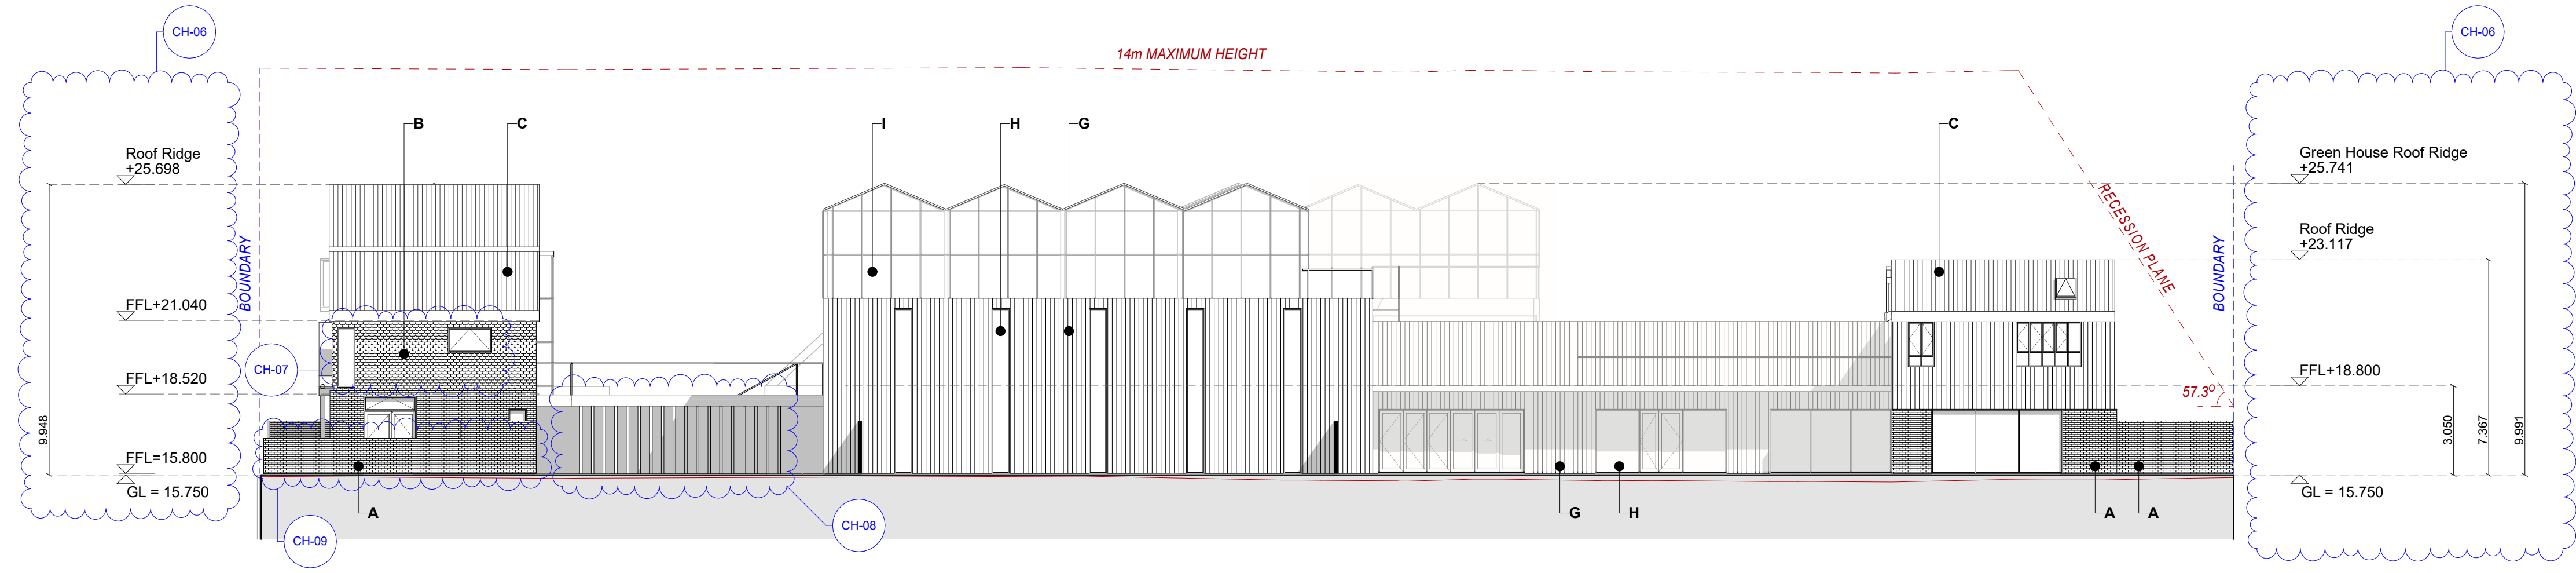 CH-06
CH-06
14m MAXIMUM HEIGHT
B
C
I
H
G
C
Roof Ridge
+25.698
Green House Roof Ridge
+25.741
RECESSION PLANE
Roof Ridge
+23.117
BOUNDARY
BOUNDARY
FFL+21.040
CH-07
FFL+18.520
FFL+18.800
57.3°
9.948
3.050
7.367
9.991
FFL=15.800
GL = 15.750
GL = 15.750
A
G
H
A
A
CH-08
CH-09